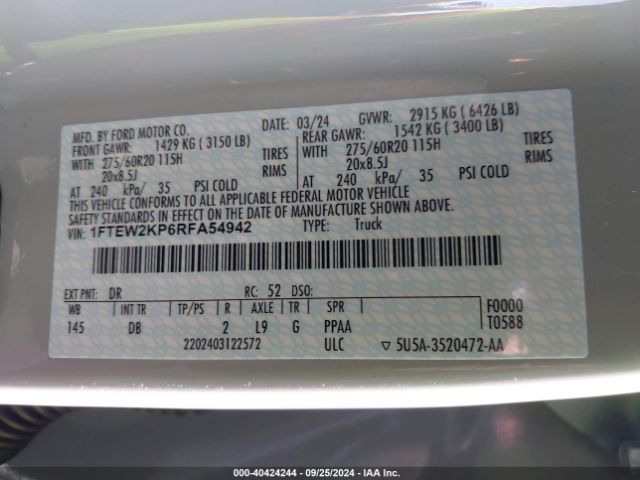 MFD. BY FORD MOTOR CO.
DATE: 03/24 GVWR: 2915 KG ( 6426 LB)
FRONT GAWR: 1429 KG ( 3150 LB) REAR GAWR: 1542 KG ( 3400 LB)
WITH 275/60R20 115H TIRES WITH 275/60R20 115H TIRES
20x8.5J RIMS 20x8.5J RIMS
AT 240 kPa/ 35 PSI COLD AT 240 kPa/ 35 PSI COLD
THIS VEHICLE CONFORMS TO ALL APPLICABLE FEDERAL MOTOR VEHICLE
SAFETY STANDARDS IN EFFECT ON THE DATE OF MANUFACTURE SHOWN ABOVE
VIN: 1FTEW2KP6RFA54942 TYPE: Truck
EXT PNT: DR RC: 52 DSO:
WB INT TR TP/PS R AXLE TR SPR F0000
145 DB 2 L9 G PPAA T0588
2202403122572 ULC ▽ 5U5A-3520472-AA
© 2-40424244 - 09/25/2024 - IAA Inc.